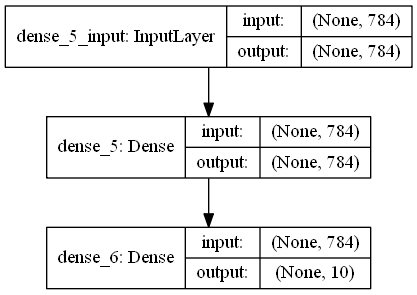 dense_5_input: InputLayer
input: (None, 784)
output: (None, 784)
dense_5: Dense
input: (None, 784)
output: (None, 784)
dense_6: Dense
input: (None, 784)
output: (None, 10)